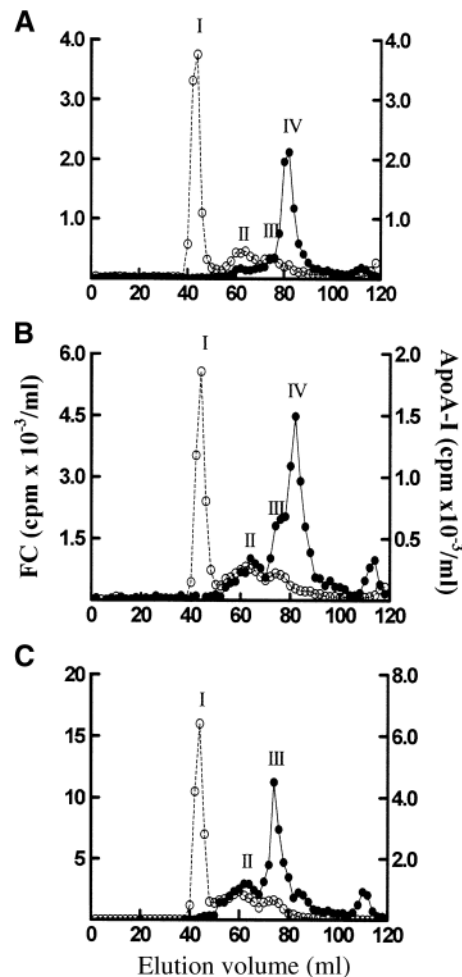 A
I
4.0 4.0
3.0 3.0
IV
2.0 2.0
II III
1.0 1.0
0 20 40 60 80 100 120
B
I
6.0 2.0
IV
4.5 1.5
3.0 1.0
III
II
1.5 0.5
0 20 40 60 80 100 120
FC (cpm x 10⁻³/ml)
ApoA-I (cpm x10⁻³/ml)
C
I
20 8.0
15 6.0
III
10 4.0
II
5 2.0
0 20 40 60 80 100 120
Elution volume (ml)